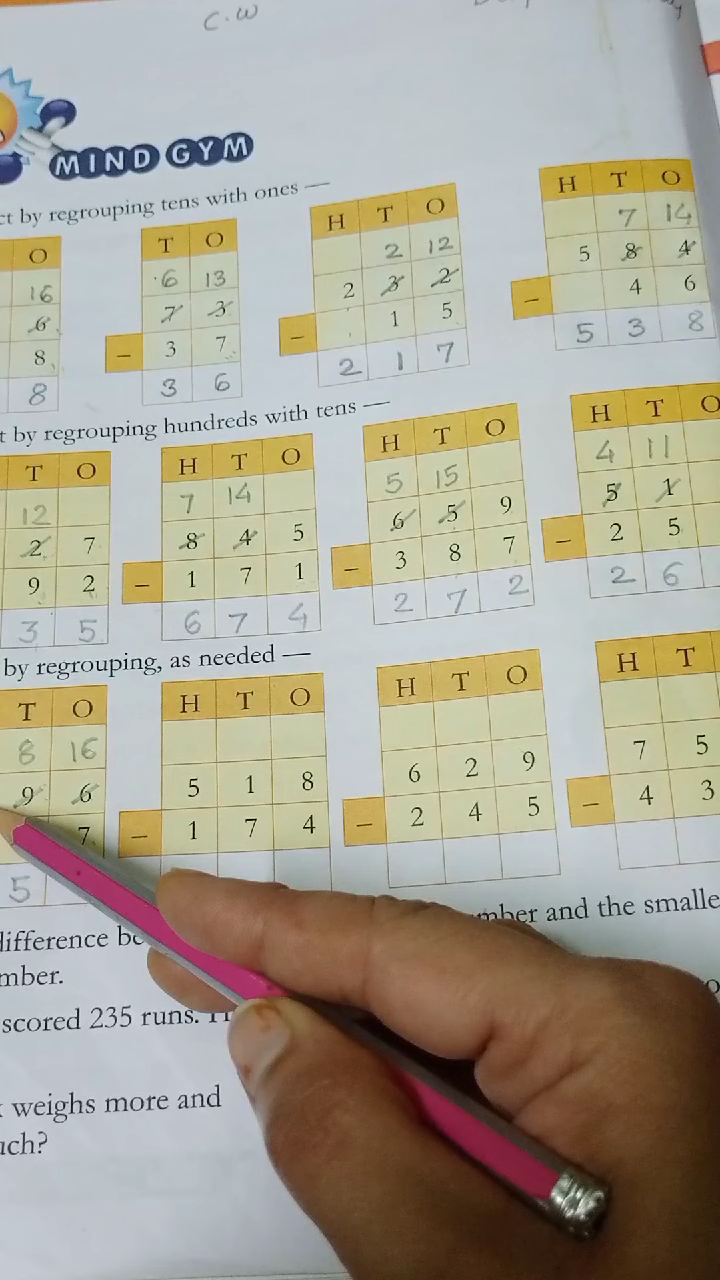 C.W
MIND GYM
ct by regrouping tens with ones —
O
16
6
8
8
T O
6 13
7 3
– 3 7
3 6
H T O
2 12
2 3 2
– 1 5
2 1 7
H T O
7 14
5 8 4
– 4 6
5 3 8
t by regrouping hundreds with tens —
T O
12
2 7
9 2
3 5
H T O
7 14
8 4 5
– 1 7 1
6 7 4
H T O
5 15
6 5 9
– 3 8 7
2 7 2
H T O
4 11
5 1
– 2 5
2 6
by regrouping, as needed —
T O
8 16
9 6
7
5
H T O
5 1 8
– 1 7 4
H T O
6 2 9
– 2 4 5
H T
7 5
– 4 3
difference be mber and the smalle
mber.
scored 235 runs.
weighs more and
uch?